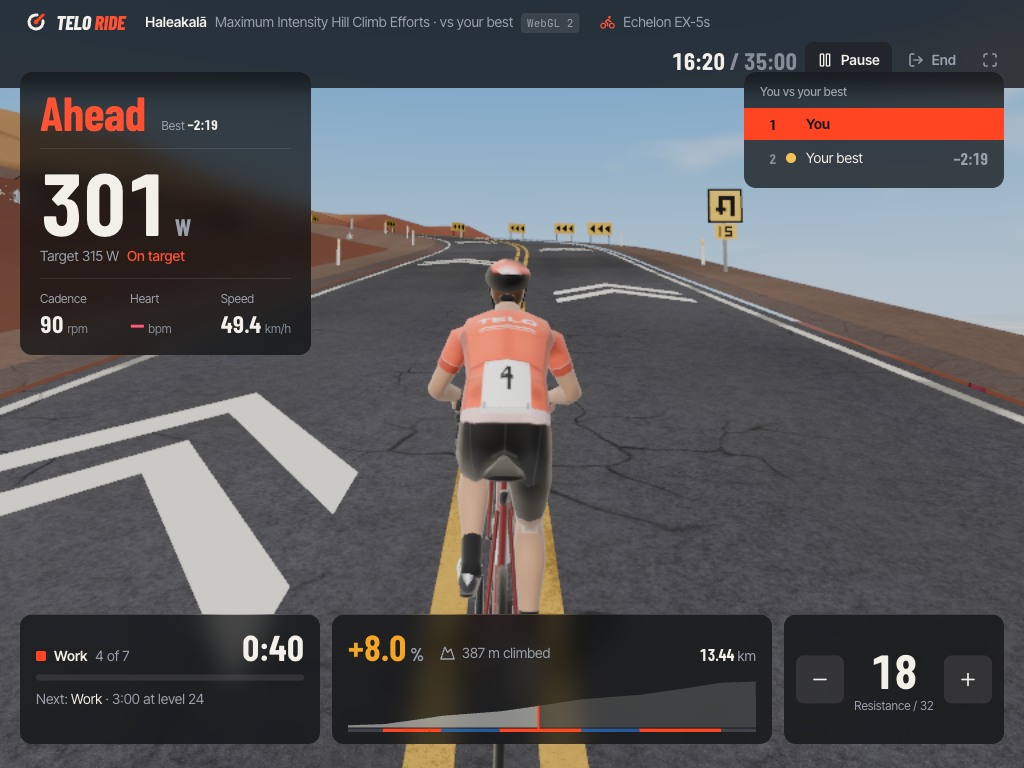 TELO RIDE Haleakalā Maximum Intensity Hill Climb Efforts · vs your best WebGL 2 Echelon EX-5s
16:20 / 35:00 Pause End
Ahead Best −2:19
301 W
Target 315 W On target
Cadence Heart Speed
90 rpm — bpm 49.4 km/h
You vs your best
1 You
2 Your best −2:19
15
TELO
4
Work 4 of 7 0:40
Next: Work · 3:00 at level 24
+8.0 % 387 m climbed 13.44 km
− 18 +
Resistance / 32